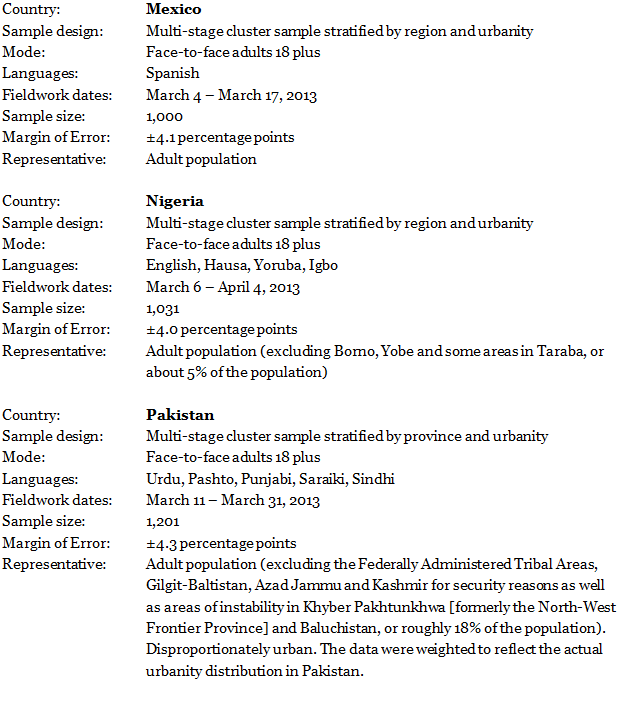 Country: Mexico
Sample design: Multi-stage cluster sample stratified by region and urbanity
Mode: Face-to-face adults 18 plus
Languages: Spanish
Fieldwork dates: March 4 – March 17, 2013
Sample size: 1,000
Margin of Error: ±4.1 percentage points
Representative: Adult population
Country: Nigeria
Sample design: Multi-stage cluster sample stratified by region and urbanity
Mode: Face-to-face adults 18 plus
Languages: English, Hausa, Yoruba, Igbo
Fieldwork dates: March 6 – April 4, 2013
Sample size: 1,031
Margin of Error: ±4.0 percentage points
Representative: Adult population (excluding Borno, Yobe and some areas in Taraba, or
about 5% of the population)
Country: Pakistan
Sample design: Multi-stage cluster sample stratified by province and urbanity
Mode: Face-to-face adults 18 plus
Languages: Urdu, Pashto, Punjabi, Saraiki, Sindhi
Fieldwork dates: March 11 – March 31, 2013
Sample size: 1,201
Margin of Error: ±4.3 percentage points
Representative: Adult population (excluding the Federally Administered Tribal Areas,
Gilgit-Baltistan, Azad Jammu and Kashmir for security reasons as well
as areas of instability in Khyber Pakhtunkhwa [formerly the North-West
Frontier Province] and Baluchistan, or roughly 18% of the population).
Disproportionately urban. The data were weighted to reflect the actual
urbanity distribution in Pakistan.